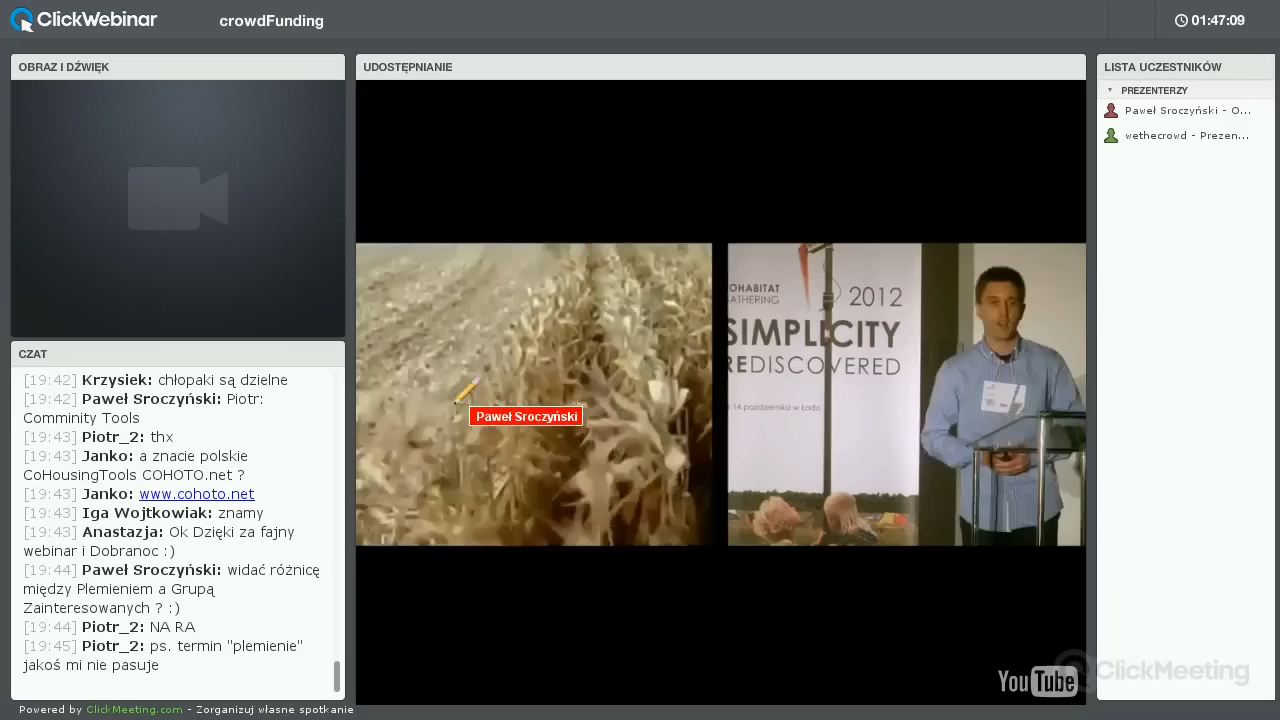 ClickWebinar
crowdFunding
01:47:09
OBRAZ I DŹWIĘK
UDOSTĘPNIANIE
LISTA UCZESTNIKÓW
PREZENTERZY
Paweł Sroczyński - O...
wethecrowd - Prezen...
CZAT
[19:42] Krzysiek: chłopaki są dzielne
[19:42] Paweł Sroczyński: Piotr:
Comminity Tools
[19:43] Piotr_2: thx
[19:43] Janko: a znacie polskie
CoHousingTools COHOTO.net ?
[19:43] Janko: www.cohoto.net
[19:43] Iga Wojtkowiak: znamy
[19:43] Anastazja: Ok Dzięki za fajny
webinar i Dobranoc :)
[19:44] Paweł Sroczyński: widać różnicę
między Plemieniem a Grupą
Zainteresowanych ? :)
[19:44] Piotr_2: NA RA
[19:45] Piotr_2: ps. termin "plemienie"
jakoś mi nie pasuje
Paweł Sroczyński
OHABITAT
GATHERING 2012
SIMPLICITY
REDISCOVERED
14 października w Łodzi
YouTube
ClickMeeting
Powered by ClickMeeting.com - Zorganizuj własne spotkanie